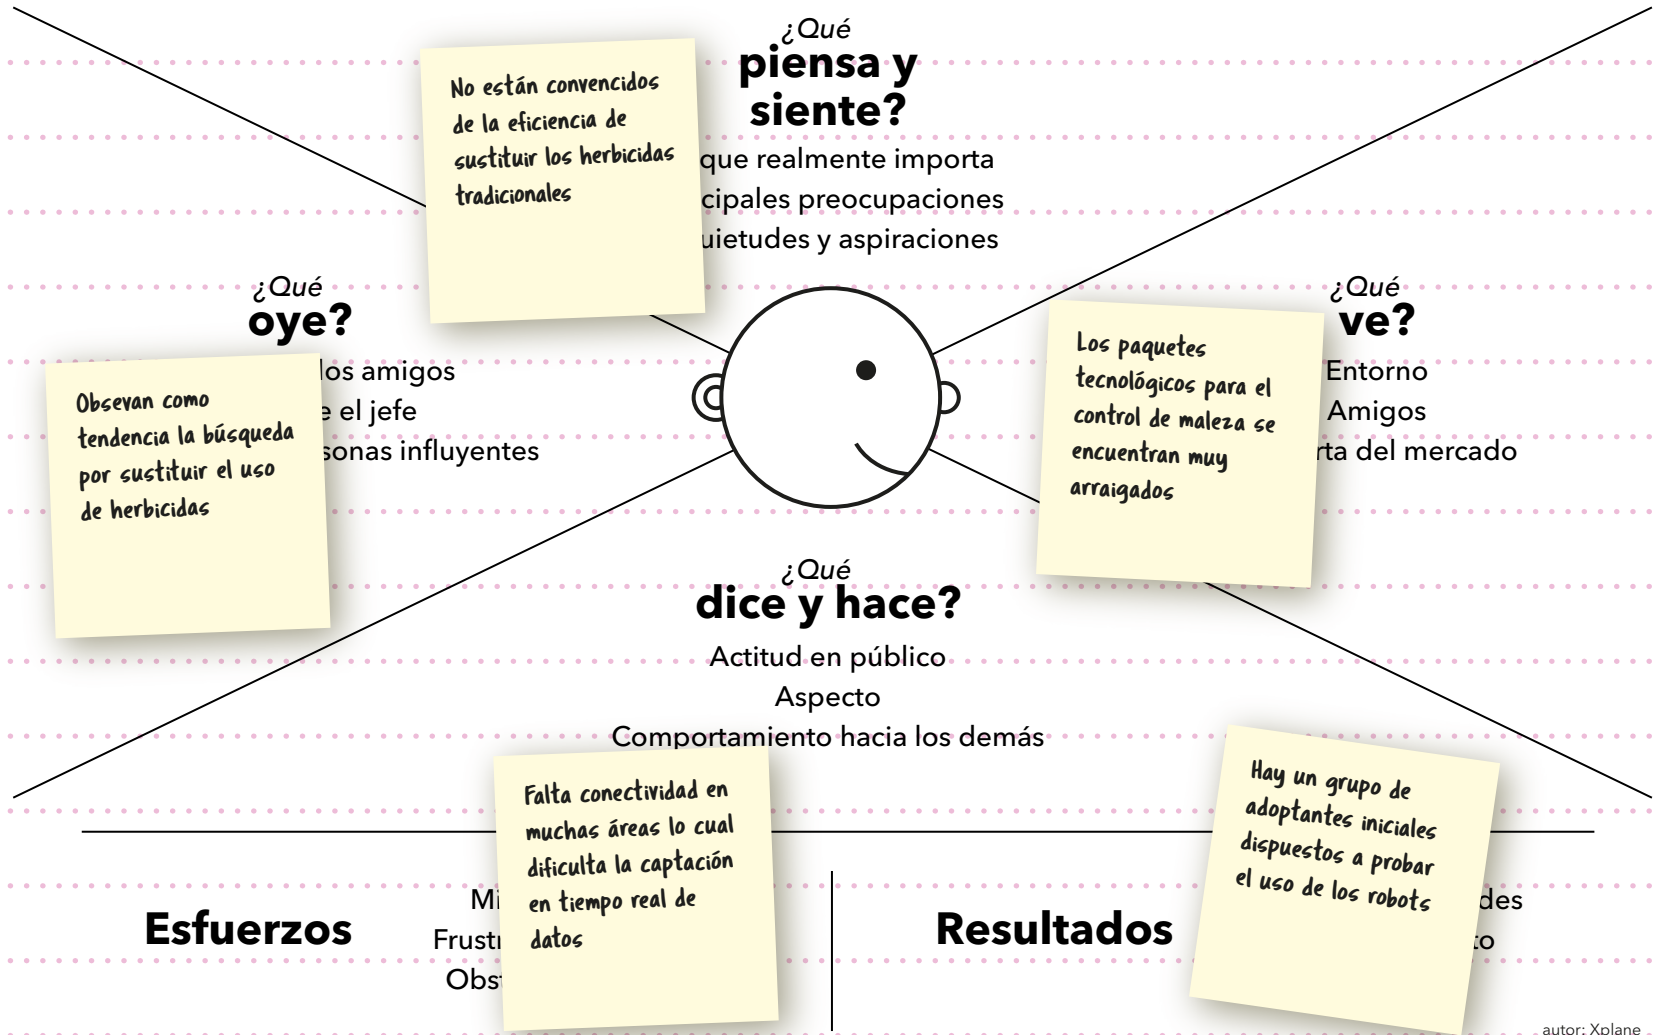 ¿Qué
piensa y
siente?
que realmente importa
cipales preocupaciones
uietudes y aspiraciones
No están convencidos
de la eficiencia de
sustituir los herbicidas
tradicionales
¿Qué
oye?
los amigos
e el jefe
sonas influyentes
Obsevan como
tendencia la búsqueda
por sustituir el uso
de herbicidas
¿Qué
ve?
Entorno
Amigos
rta del mercado
Los paquetes
tecnológicos para el
control de maleza se
encuentran muy
arraigados
¿Qué
dice y hace?
Actitud en público
Aspecto
Comportamiento hacia los demás
Esfuerzos
Mi
Frustr
Obst
Falta conectividad en
muchas áreas lo cual
dificulta la captación
en tiempo real de
datos
Resultados
des
to
Hay un grupo de
adoptantes iniciales
dispuestos a probar
el uso de los robots
autor: Xplane